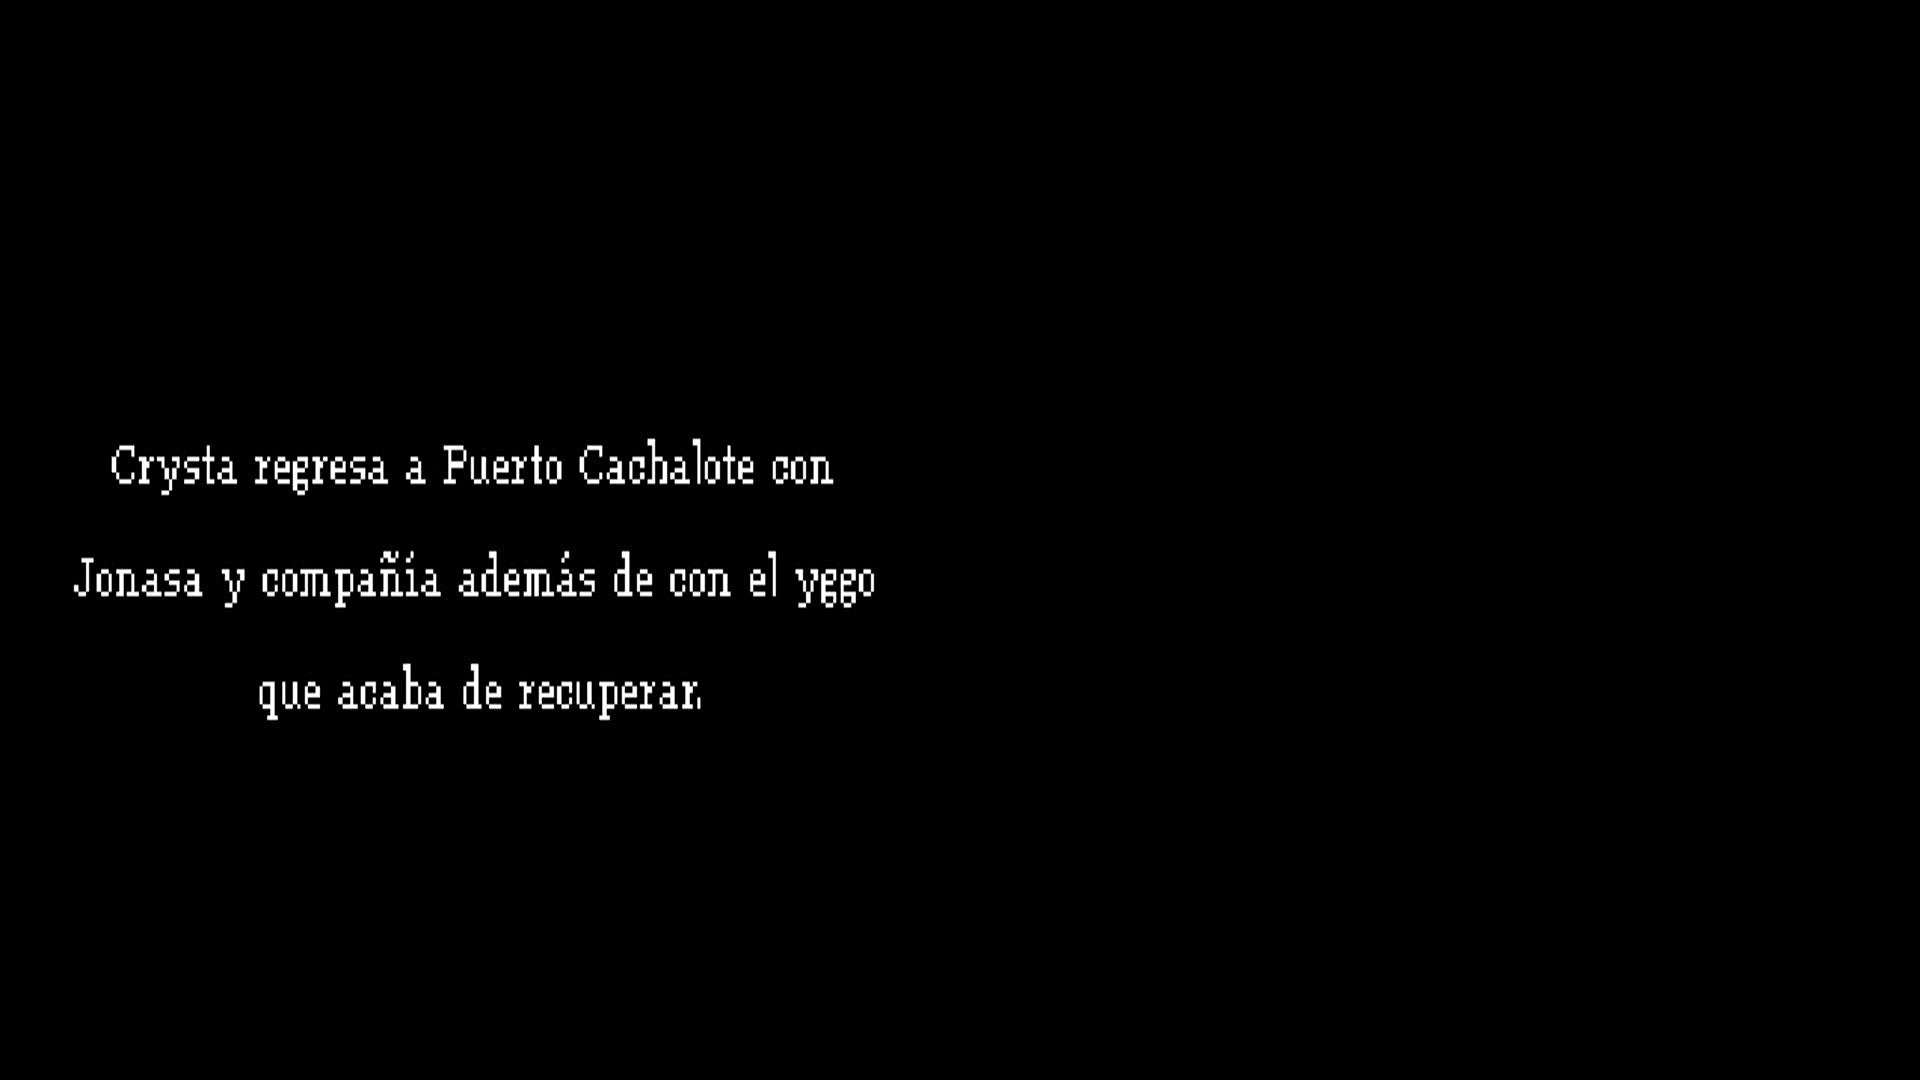 Crysta regresa a Puerto Cachalote con
Jonasa y compañía además de con el yggo
que acaba de recuperar.